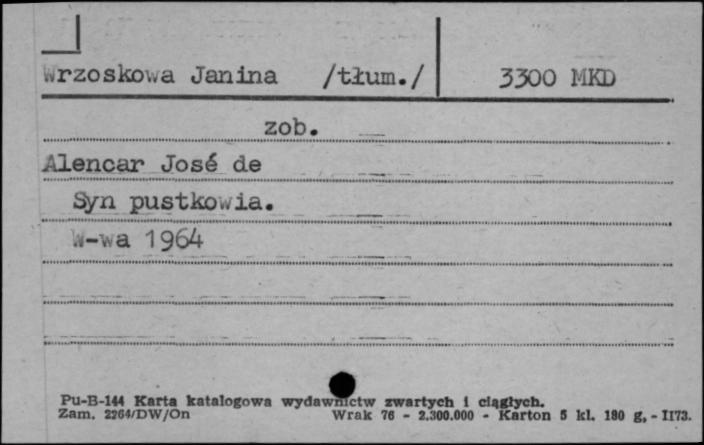 Wrzoskowa Janina /tłum./ 3300 MKD
zob.
Alencar José de
Syn pustkowia.
W-wa 1964
Pu-B-144 Karta katalogowa wydawnictw zwartych i ciągłych.
Zam. 2264/DW/On Wrak 76 - 2.300.000 - Karton 5 kl. 180 g, - II73.